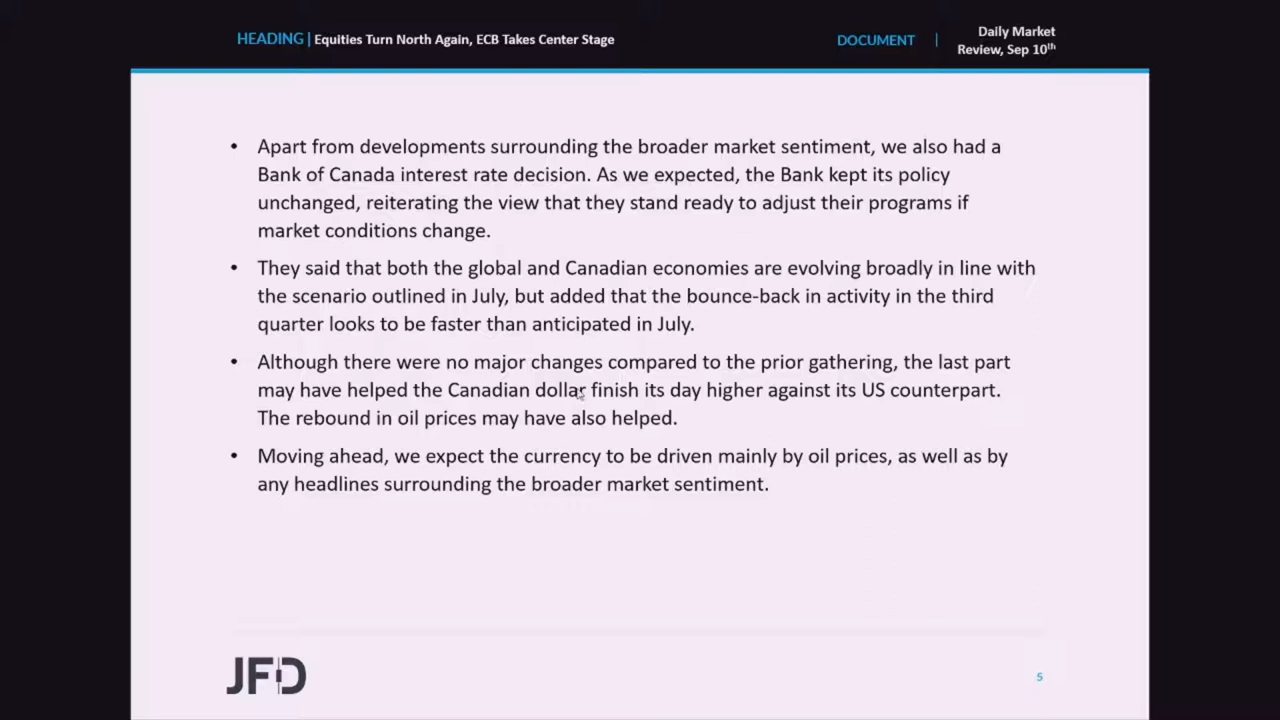 HEADING | Equities Turn North Again, ECB Takes Center Stage
DOCUMENT | Daily Market
Review, Sep 10th
• Apart from developments surrounding the broader market sentiment, we also had a
Bank of Canada interest rate decision. As we expected, the Bank kept its policy
unchanged, reiterating the view that they stand ready to adjust their programs if
market conditions change.
• They said that both the global and Canadian economies are evolving broadly in line with
the scenario outlined in July, but added that the bounce-back in activity in the third
quarter looks to be faster than anticipated in July.
• Although there were no major changes compared to the prior gathering, the last part
may have helped the Canadian dollar finish its day higher against its US counterpart.
The rebound in oil prices may have also helped.
• Moving ahead, we expect the currency to be driven mainly by oil prices, as well as by
any headlines surrounding the broader market sentiment.
JFD
5